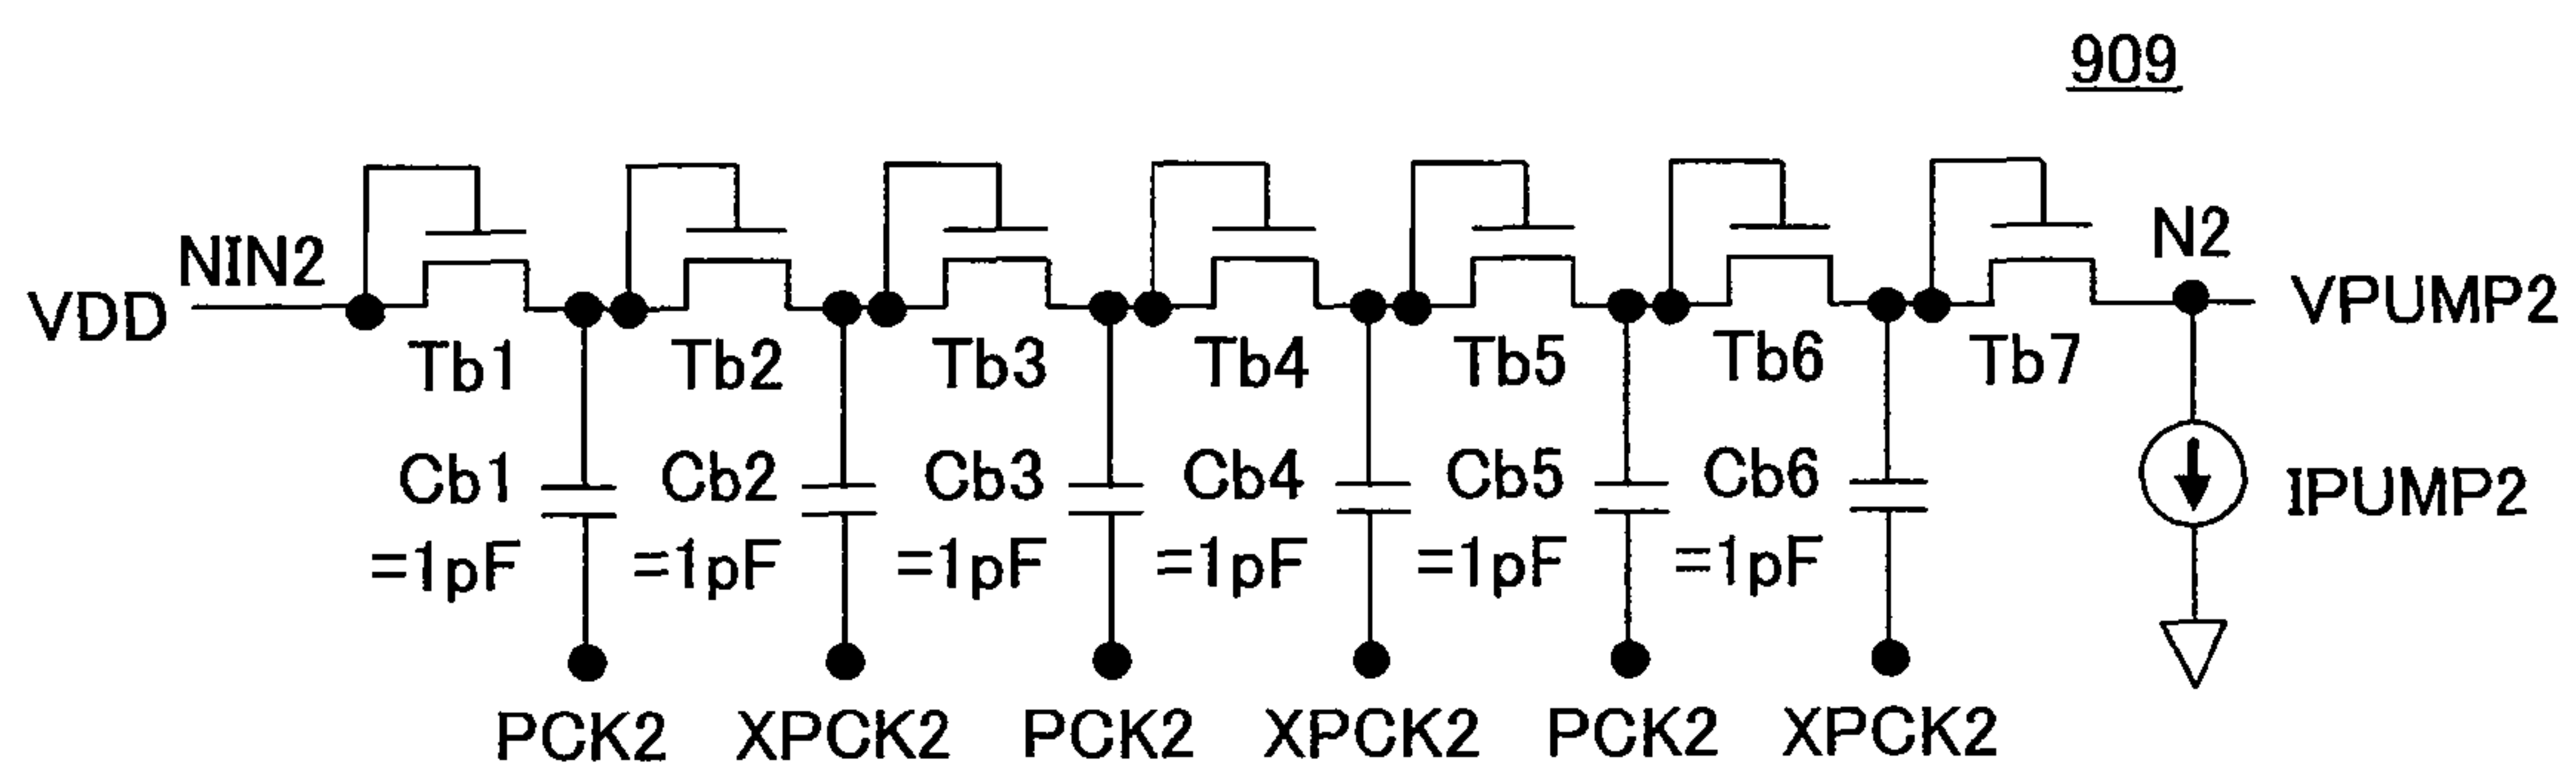 909
NIN2
N2
VDD
VPUMP2
Tb1 Tb2 Tb3 Tb4 Tb5 Tb6 Tb7
Cb1 Cb2 Cb3 Cb4 Cb5 Cb6
IPUMP2
=1pF =1pF =1pF =1pF =1pF =1pF
PCK2 XPCK2 PCK2 XPCK2 PCK2 XPCK2